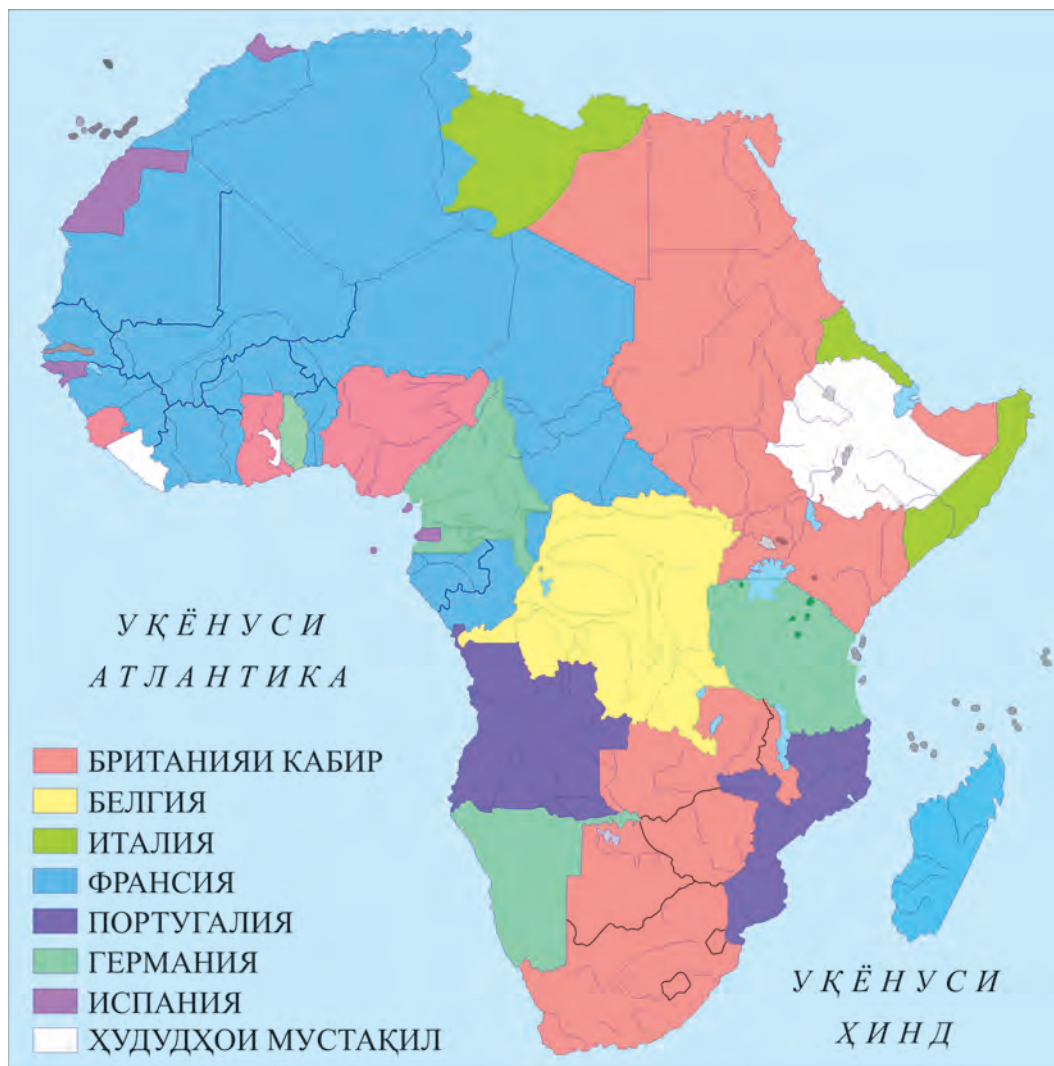 УҚЁНУСИ
АТЛАНТИКА
БРИТАНИЯИ КАБИР
БЕЛГИЯ
ИТАЛИЯ
ФРАНСИЯ
ПОРТУГАЛИЯ
ГЕРМАНИЯ
ИСПАНИЯ
ҲУДУДҲОИ МУСТАҚИЛ
УҚЁНУСИ
ҲИНД